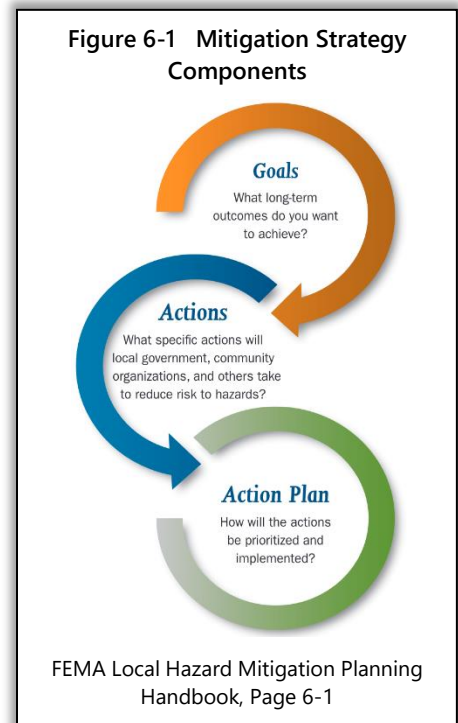 Figure 6-1 Mitigation Strategy
Components
Goals
What long-term
outcomes do you want
to achieve?
Actions
What specific actions will
local government, community
organizations, and others take
to reduce risk to hazards?
Action Plan
How will the actions
be prioritized and
implemented?
FEMA Local Hazard Mitigation Planning
Handbook, Page 6-1